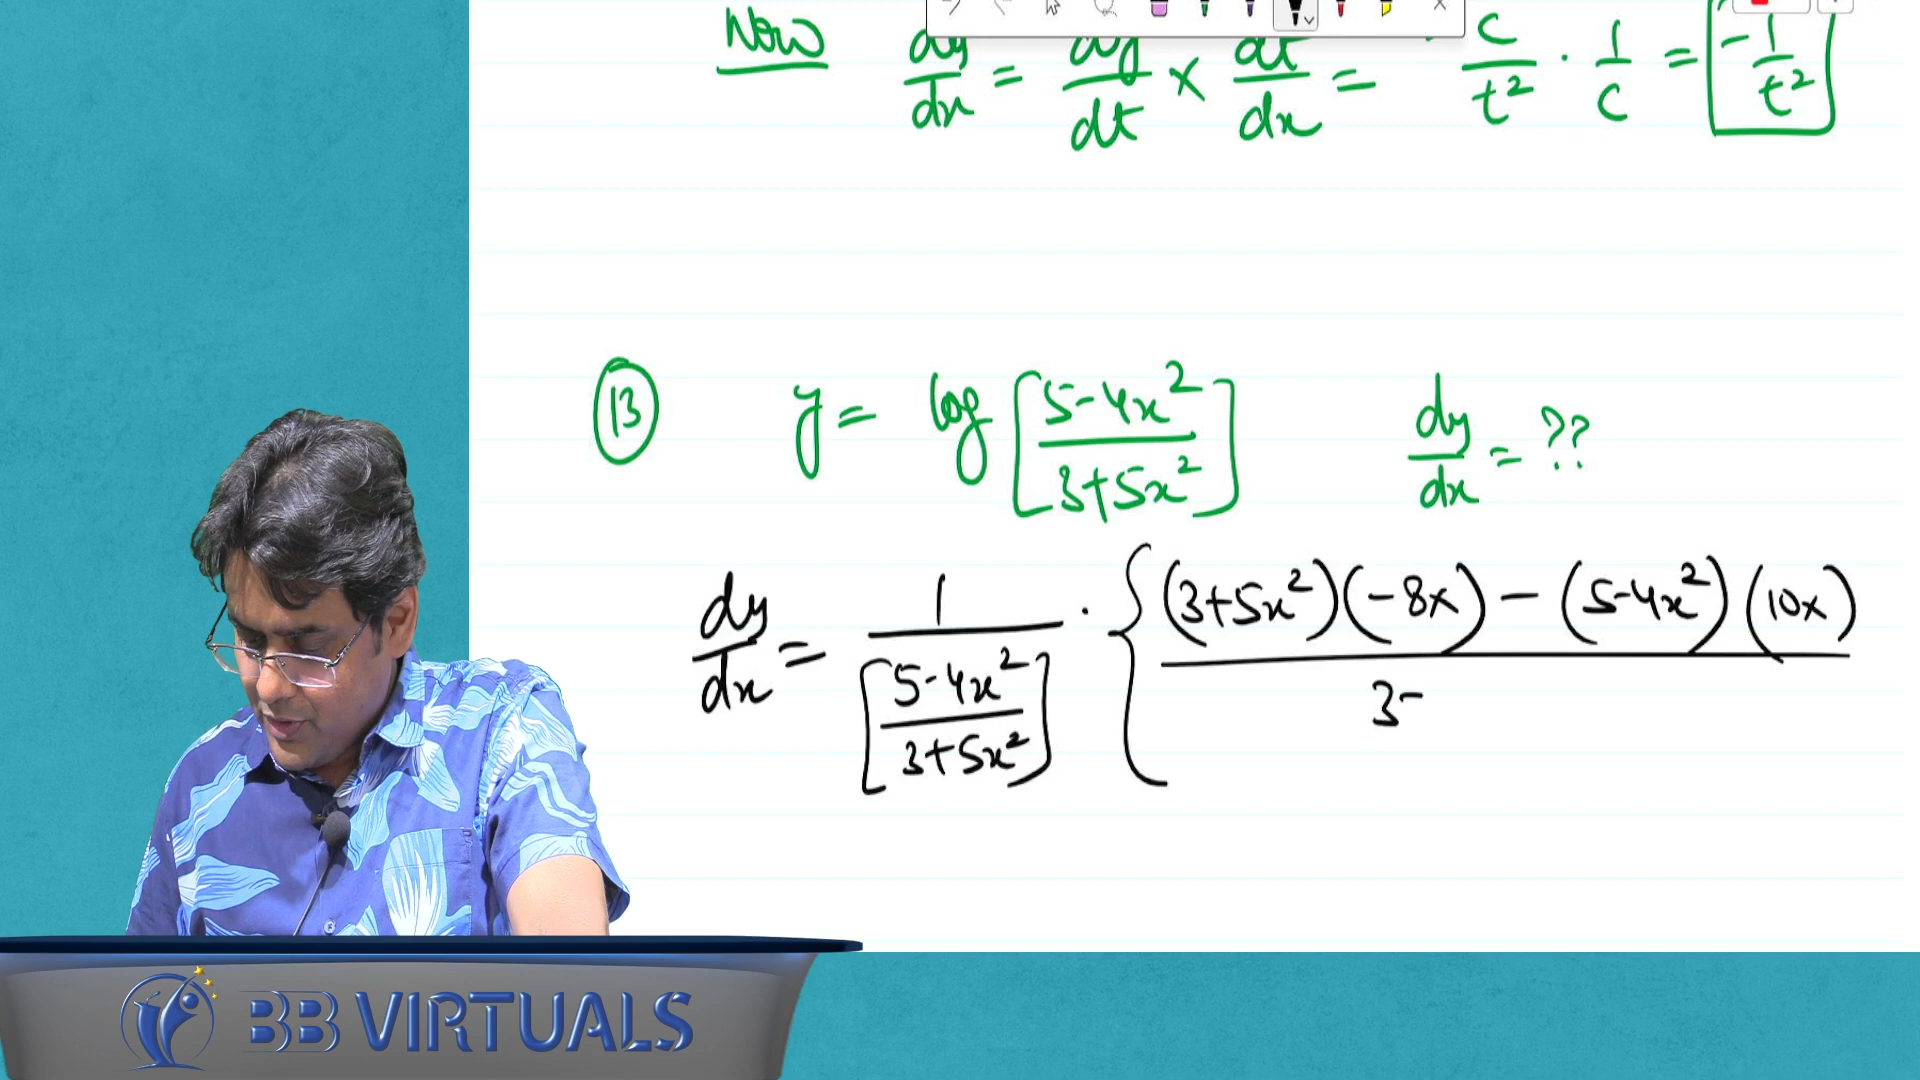 Now dy/dx = dy/dt × dt/dx = - c/t² · 1/c = -1/t²
13 y = log [5-4x²/3+5x²] dy/dx = ??
dy/dx = 1/[5-4x²/3+5x²] · {(3+5x²)(-8x) - (5-4x²)(10x)/3-
BB VIRTUALS